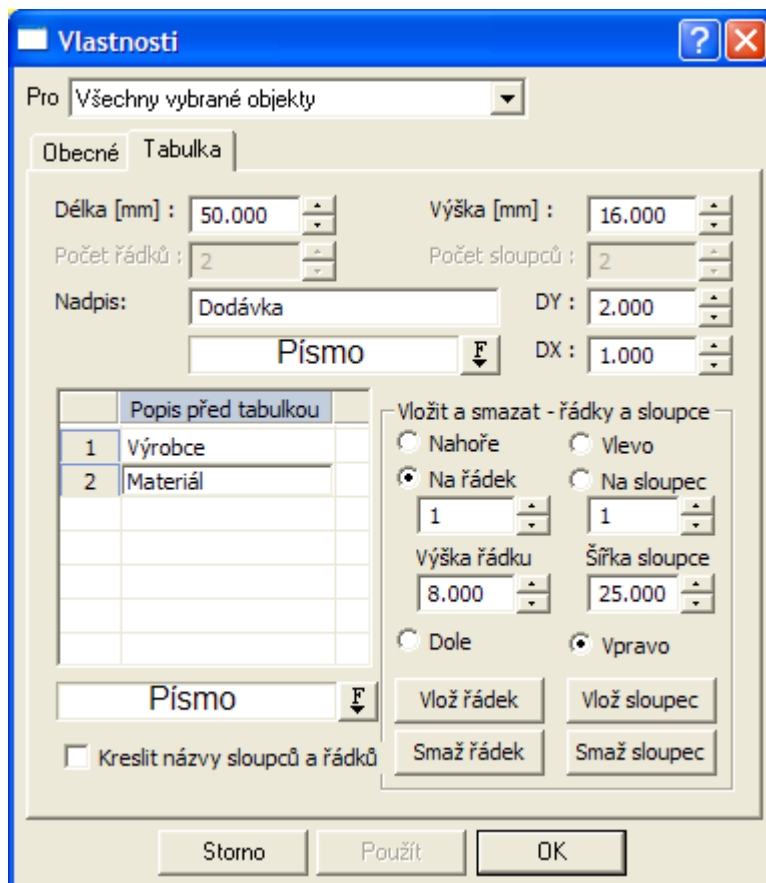 Vlastnosti
Pro Všechny vybrané objekty
Obecné Tabulka
Délka [mm] : 50.000 Výška [mm] : 16.000
Počet řádků : 2 Počet sloupců : 2
Nadpis: Dodávka DY : 2.000
Písmo F DX : 1.000
Popis před tabulkou
1 Výrobce
2 Materiál
Vložit a smazat - řádky a sloupce
Nahoře Vlevo
Na řádek Na sloupec
1 1
Výška řádku Šířka sloupce
8.000 25.000
Dole Vpravo
Písmo F
Vlož řádek Vlož sloupec
Kreslit názvy sloupců a řádků
Smaž řádek Smaž sloupec
Storno Použít OK